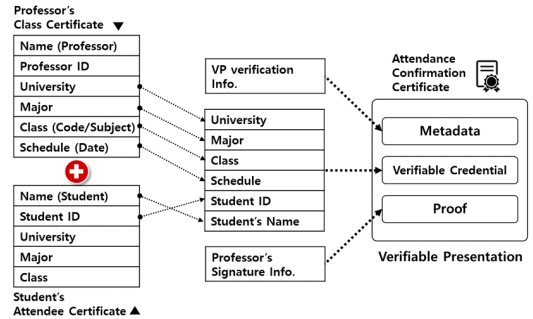 Professor's
Class Certificate ▼
Name (Professor)
Professor ID
University
Major
Class (Code/Subject)
Schedule (Date)
Name (Student)
Student ID
University
Major
Class
Student's
Attendee Certificate ▲
VP verification
Info.
University
Major
Class
Schedule
Student ID
Student's Name
Professor's
Signature Info.
Attendance
Confirmation
Certificate
Metadata
Verifiable Credential
Proof
Verifiable Presentation